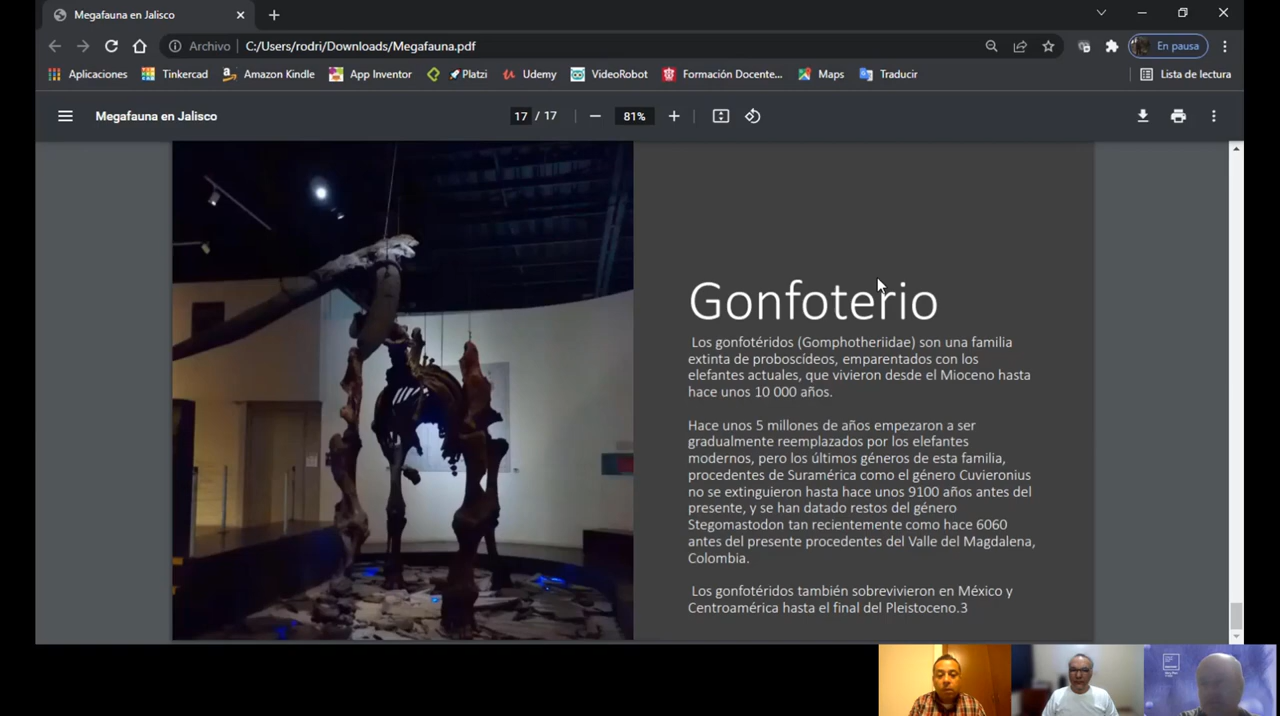 Megafauna en Jalisco
Archivo C:/Users/rodri/Downloads/Megafauna.pdf En pausa
Aplicaciones Tinkercad Amazon Kindle App Inventor Platzi Udemy VideoRobot Formación Docente... Maps Traducir Lista de lectura
Megafauna en Jalisco 17 / 17 81%
Gonfoterio
Los gonfotéridos (Gomphotheriidae) son una familia
extinta de proboscídeos, emparentados con los
elefantes actuales, que vivieron desde el Mioceno hasta
hace unos 10 000 años.
Hace unos 5 millones de años empezaron a ser
gradualmente reemplazados por los elefantes
modernos, pero los últimos géneros de esta familia,
procedentes de Suramérica como el género Cuvieronius
no se extinguieron hasta hace unos 9100 años antes del
presente, y se han datado restos del género
Stegomastodon tan recientemente como hace 6060
antes del presente procedentes del Valle del Magdalena,
Colombia.
Los gonfotéridos también sobrevivieron en México y
Centroamérica hasta el final del Pleistoceno.3